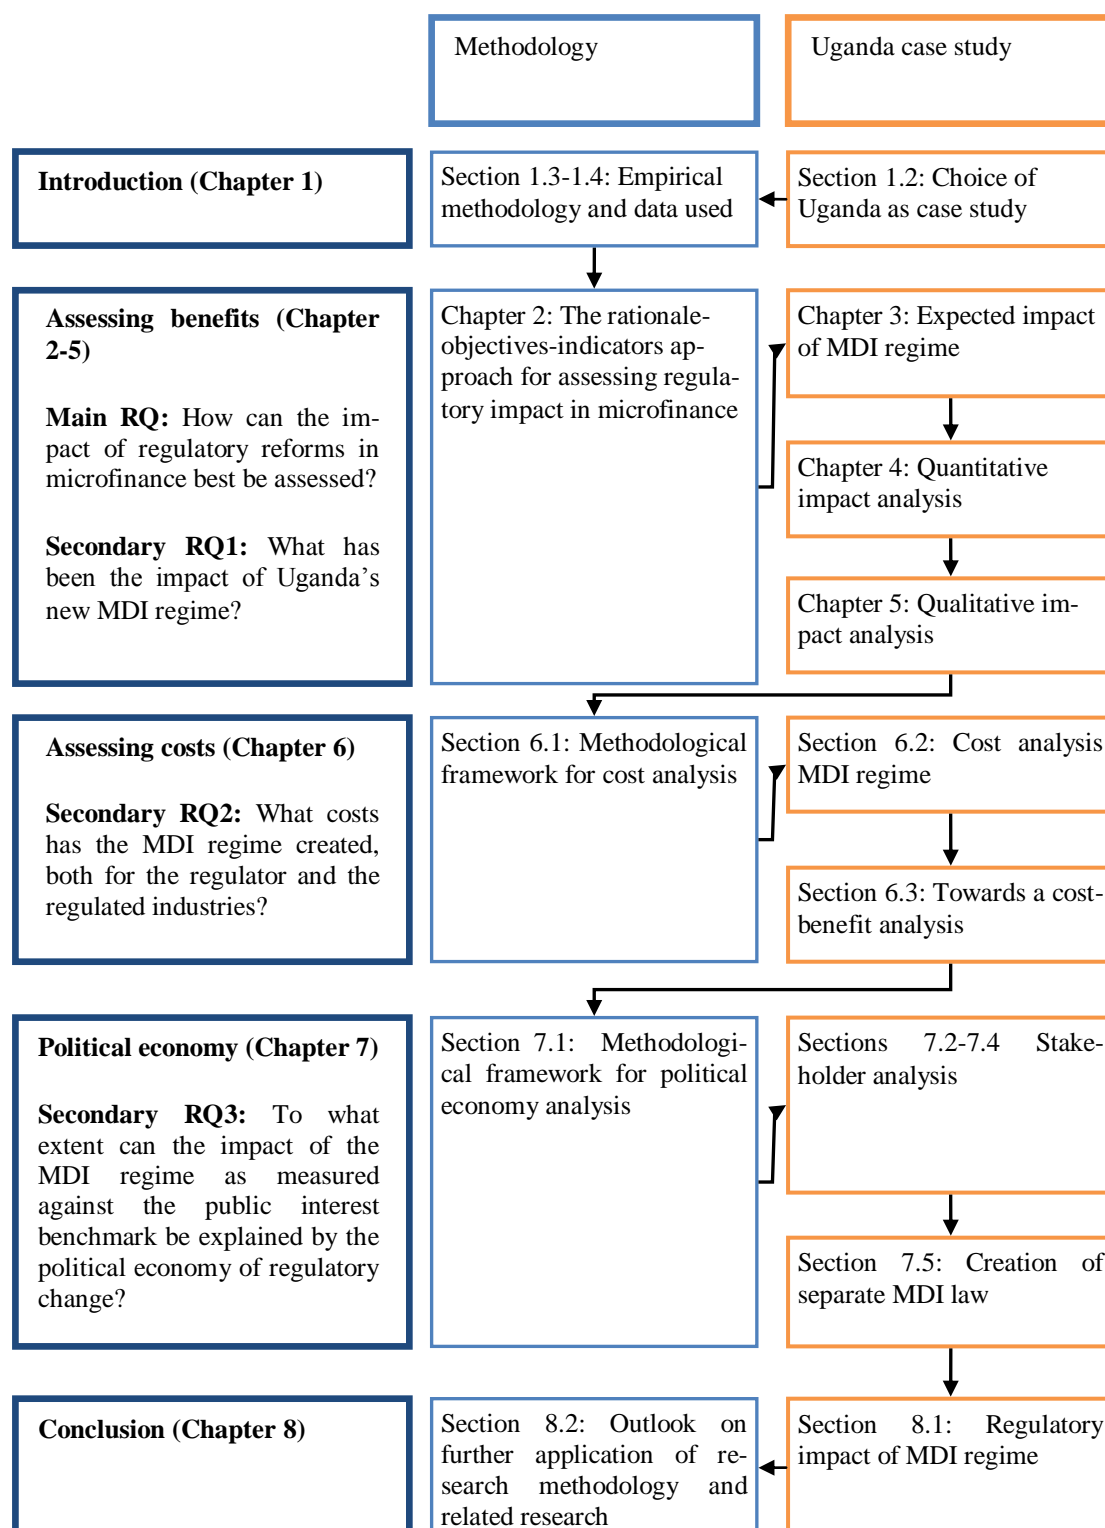 Methodology
Uganda case study
Introduction (Chapter 1)
Section 1.3-1.4: Empirical
methodology and data used
Section 1.2: Choice of
Uganda as case study
Assessing benefits (Chapter
2-5)
Main RQ: How can the im-
pact of regulatory reforms in
microfinance best be assessed?
Secondary RQ1: What has
been the impact of Uganda’s
new MDI regime?
Chapter 2: The rationale-
objectives-indicators ap-
proach for assessing regula-
tory impact in microfinance
Chapter 3: Expected impact
of MDI regime
Chapter 4: Quantitative
impact analysis
Chapter 5: Qualitative im-
pact analysis
Assessing costs (Chapter 6)
Secondary RQ2: What costs
has the MDI regime created,
both for the regulator and the
regulated industries?
Section 6.1: Methodological
framework for cost analysis
Section 6.2: Cost analysis
MDI regime
Section 6.3: Towards a cost-
benefit analysis
Political economy (Chapter 7)
Secondary RQ3: To what
extent can the impact of the
MDI regime as measured
against the public interest
benchmark be explained by the
political economy of regulatory
change?
Section 7.1: Methodologi-
cal framework for political
economy analysis
Sections 7.2-7.4 Stake-
holder analysis
Section 7.5: Creation of
separate MDI law
Conclusion (Chapter 8)
Section 8.2: Outlook on
further application of re-
search methodology and
related research
Section 8.1: Regulatory
impact of MDI regime